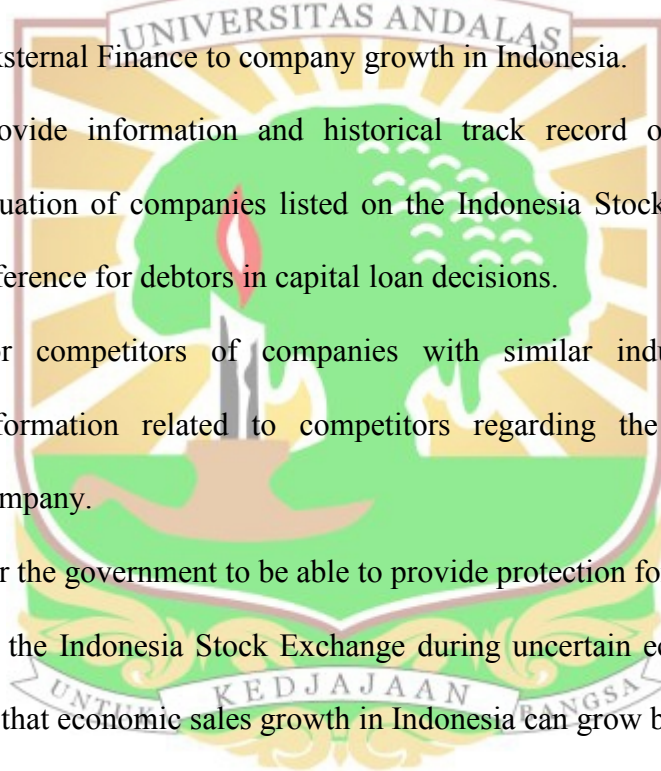 UNIVERSITAS ANDALAS
Exsternal Finance to company growth in Indonesia.
ovide information and historical track record o
uation of companies listed on the Indonesia Stock
ference for debtors in capital loan decisions.
or competitors of companies with similar indu
formation related to competitors regarding the
mpany.
r the government to be able to provide protection fo
the Indonesia Stock Exchange during uncertain ec
that economic sales growth in Indonesia can grow b
UNTUK KEDJAJAAN BANGSA